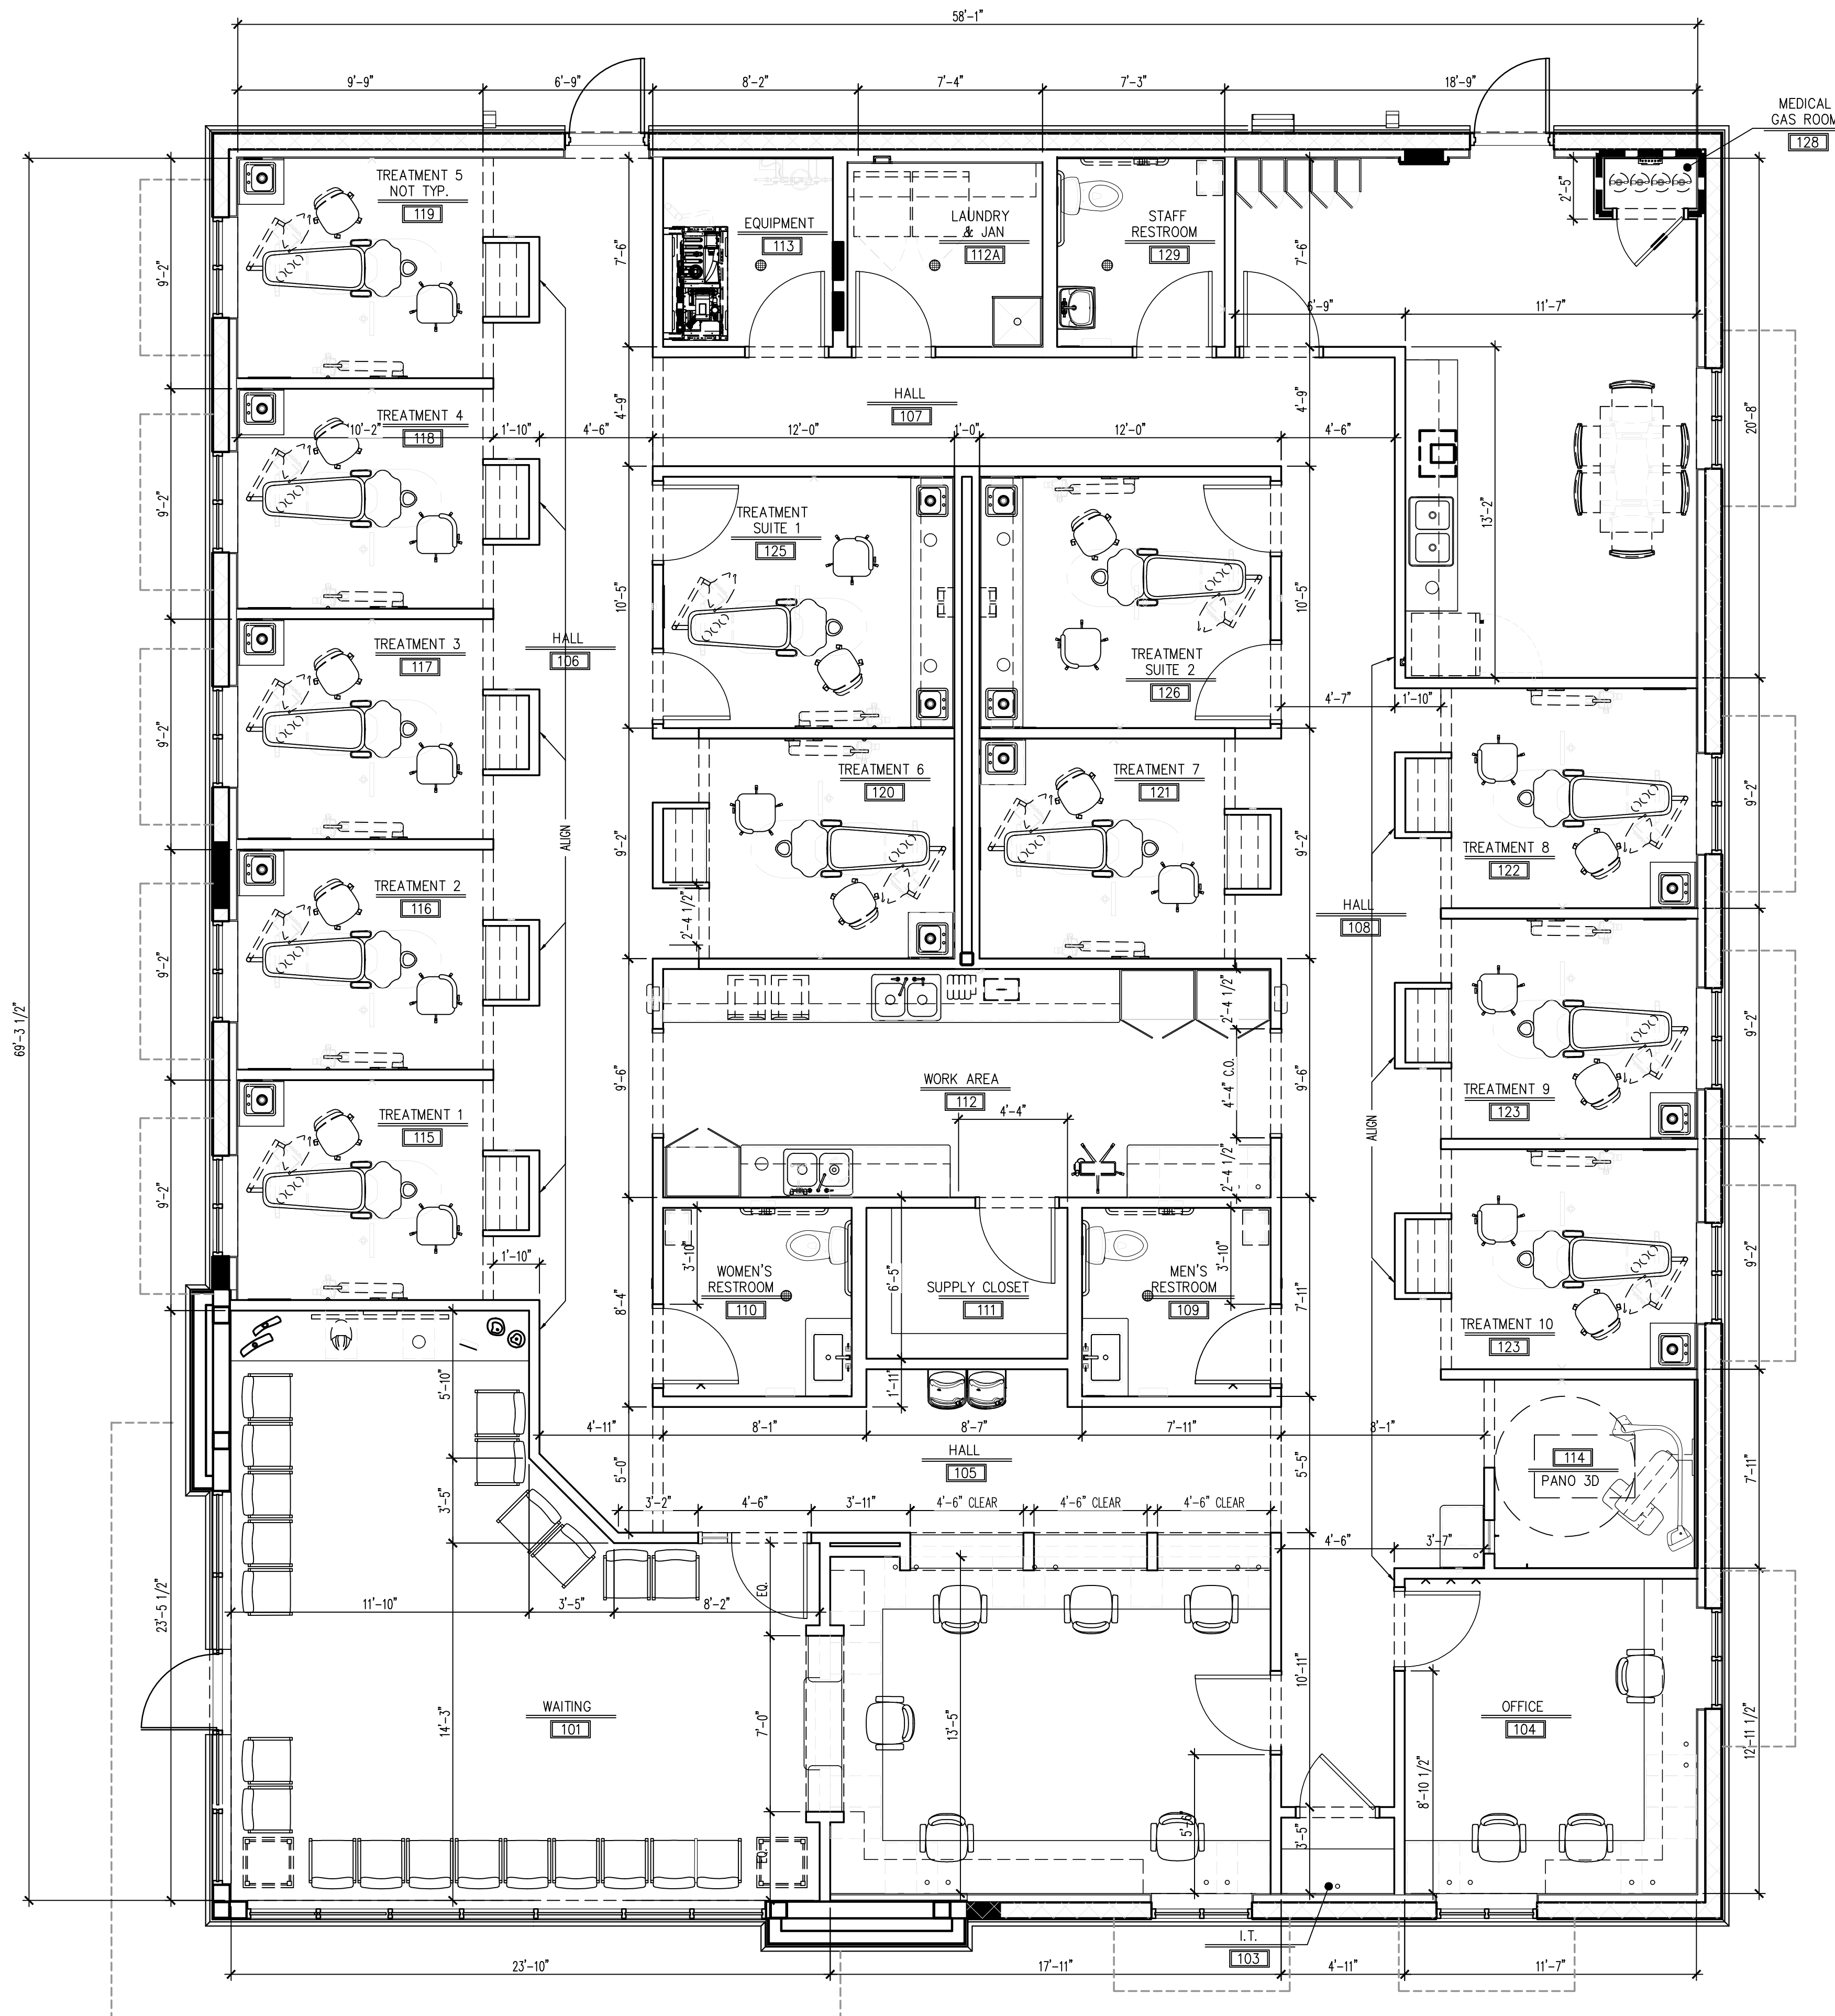 58'-1"
9'-9"
6'-9"
8'-2"
7'-4"
7'-3"
18'-9"
MEDICAL
GAS ROOM
128
2'-5"
TREATMENT 5
NOT TYP.
119
EQUIPMENT
113
LAUNDRY
& JAN
112A
STAFF
RESTROOM
129
9'-2"
7'-6"
7'-6"
6'-9"
11'-7"
HALL
107
4'-9"
4'-9"
20'-8"
TREATMENT 4
118
10'-2"
1'-10"
4'-6"
12'-0"
1'-0"
12'-0"
4'-6"
9'-2"
TREATMENT
SUITE 1
125
13'-2"
10'-5"
10'-5"
TREATMENT 3
117
HALL
106
TREATMENT
SUITE 2
126
9'-2"
4'-7"
1'-10"
TREATMENT 6
120
TREATMENT 7
121
ALIGN
9'-2"
9'-2"
9'-2"
TREATMENT 8
122
TREATMENT 2
116
2'-4 1/2"
HALL
108
9'-2"
69'-3 1/2"
2'-4 1/2"
9'-2"
WORK AREA
112
9'-6"
4'-4" C.O.
9'-6"
4'-4"
TREATMENT 9
123
TREATMENT 1
115
ALIGN
2'-4 1/2"
9'-2"
1'-10"
3'-10"
WOMEN'S
RESTROOM
110
6'-5"
SUPPLY CLOSET
111
MEN'S
RESTROOM
109
3'-10"
8'-4"
7'-11"
9'-2"
TREATMENT 10
123
5'-10"
1'-11"
4'-11"
8'-1"
8'-7"
7'-11"
8'-1"
HALL
105
5'-0"
5'-5"
114
PANO 3D
7'-11"
3'-5"
3'-2"
4'-6"
3'-11"
4'-6" CLEAR
4'-6" CLEAR
4'-6" CLEAR
4'-6"
3'-7"
23'-5 1/2"
11'-10"
3'-5"
8'-2"
EQ.
10'-11"
WAITING
101
14'-3"
7'-0"
13'-5"
OFFICE
104
12'-11 1/2"
8'-10 1/2"
5'-6"
3'-5"
EQ.
I.T.
103
23'-10"
17'-11"
4'-11"
11'-7"